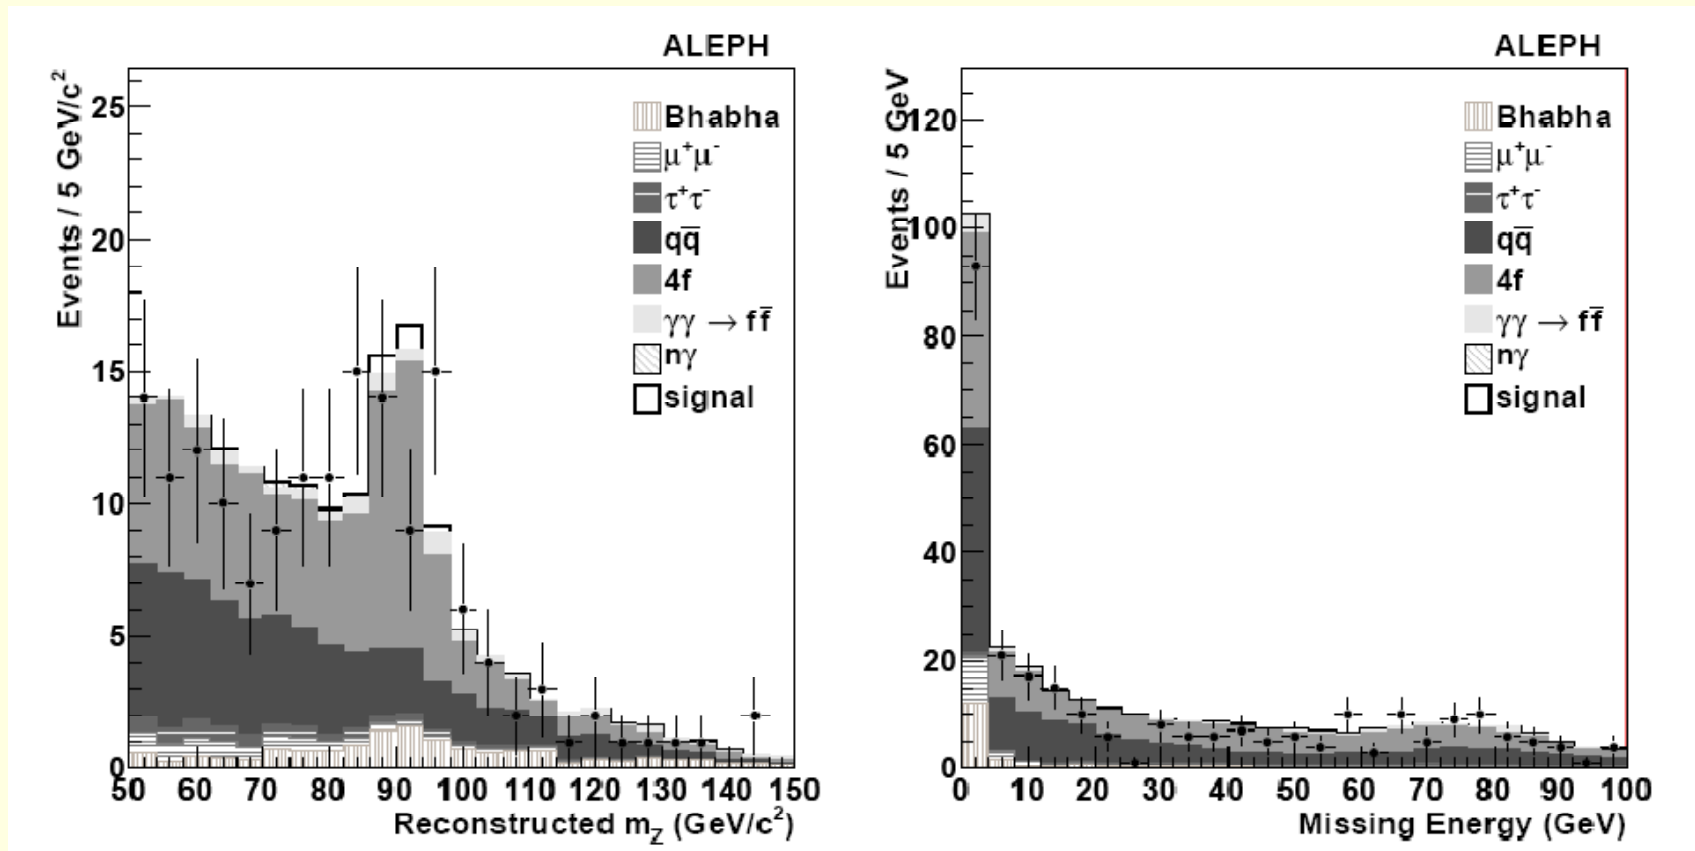 ALEPH
Events / 5 GeV/c²
25
20
15
10
5
0
Bhabha
μ⁺μ⁻
τ⁺τ⁻
qq̅
4f
γγ → ff̅
nγ
signal
50 60 70 80 90 100 110 120 130 140 150
Reconstructed m_Z (GeV/c²)
ALEPH
Events / 5 GeV
120
100
80
60
40
20
0
Bhabha
μ⁺μ⁻
τ⁺τ⁻
qq̅
4f
γγ → ff̅
nγ
signal
0 10 20 30 40 50 60 70 80 90 100
Missing Energy (GeV)